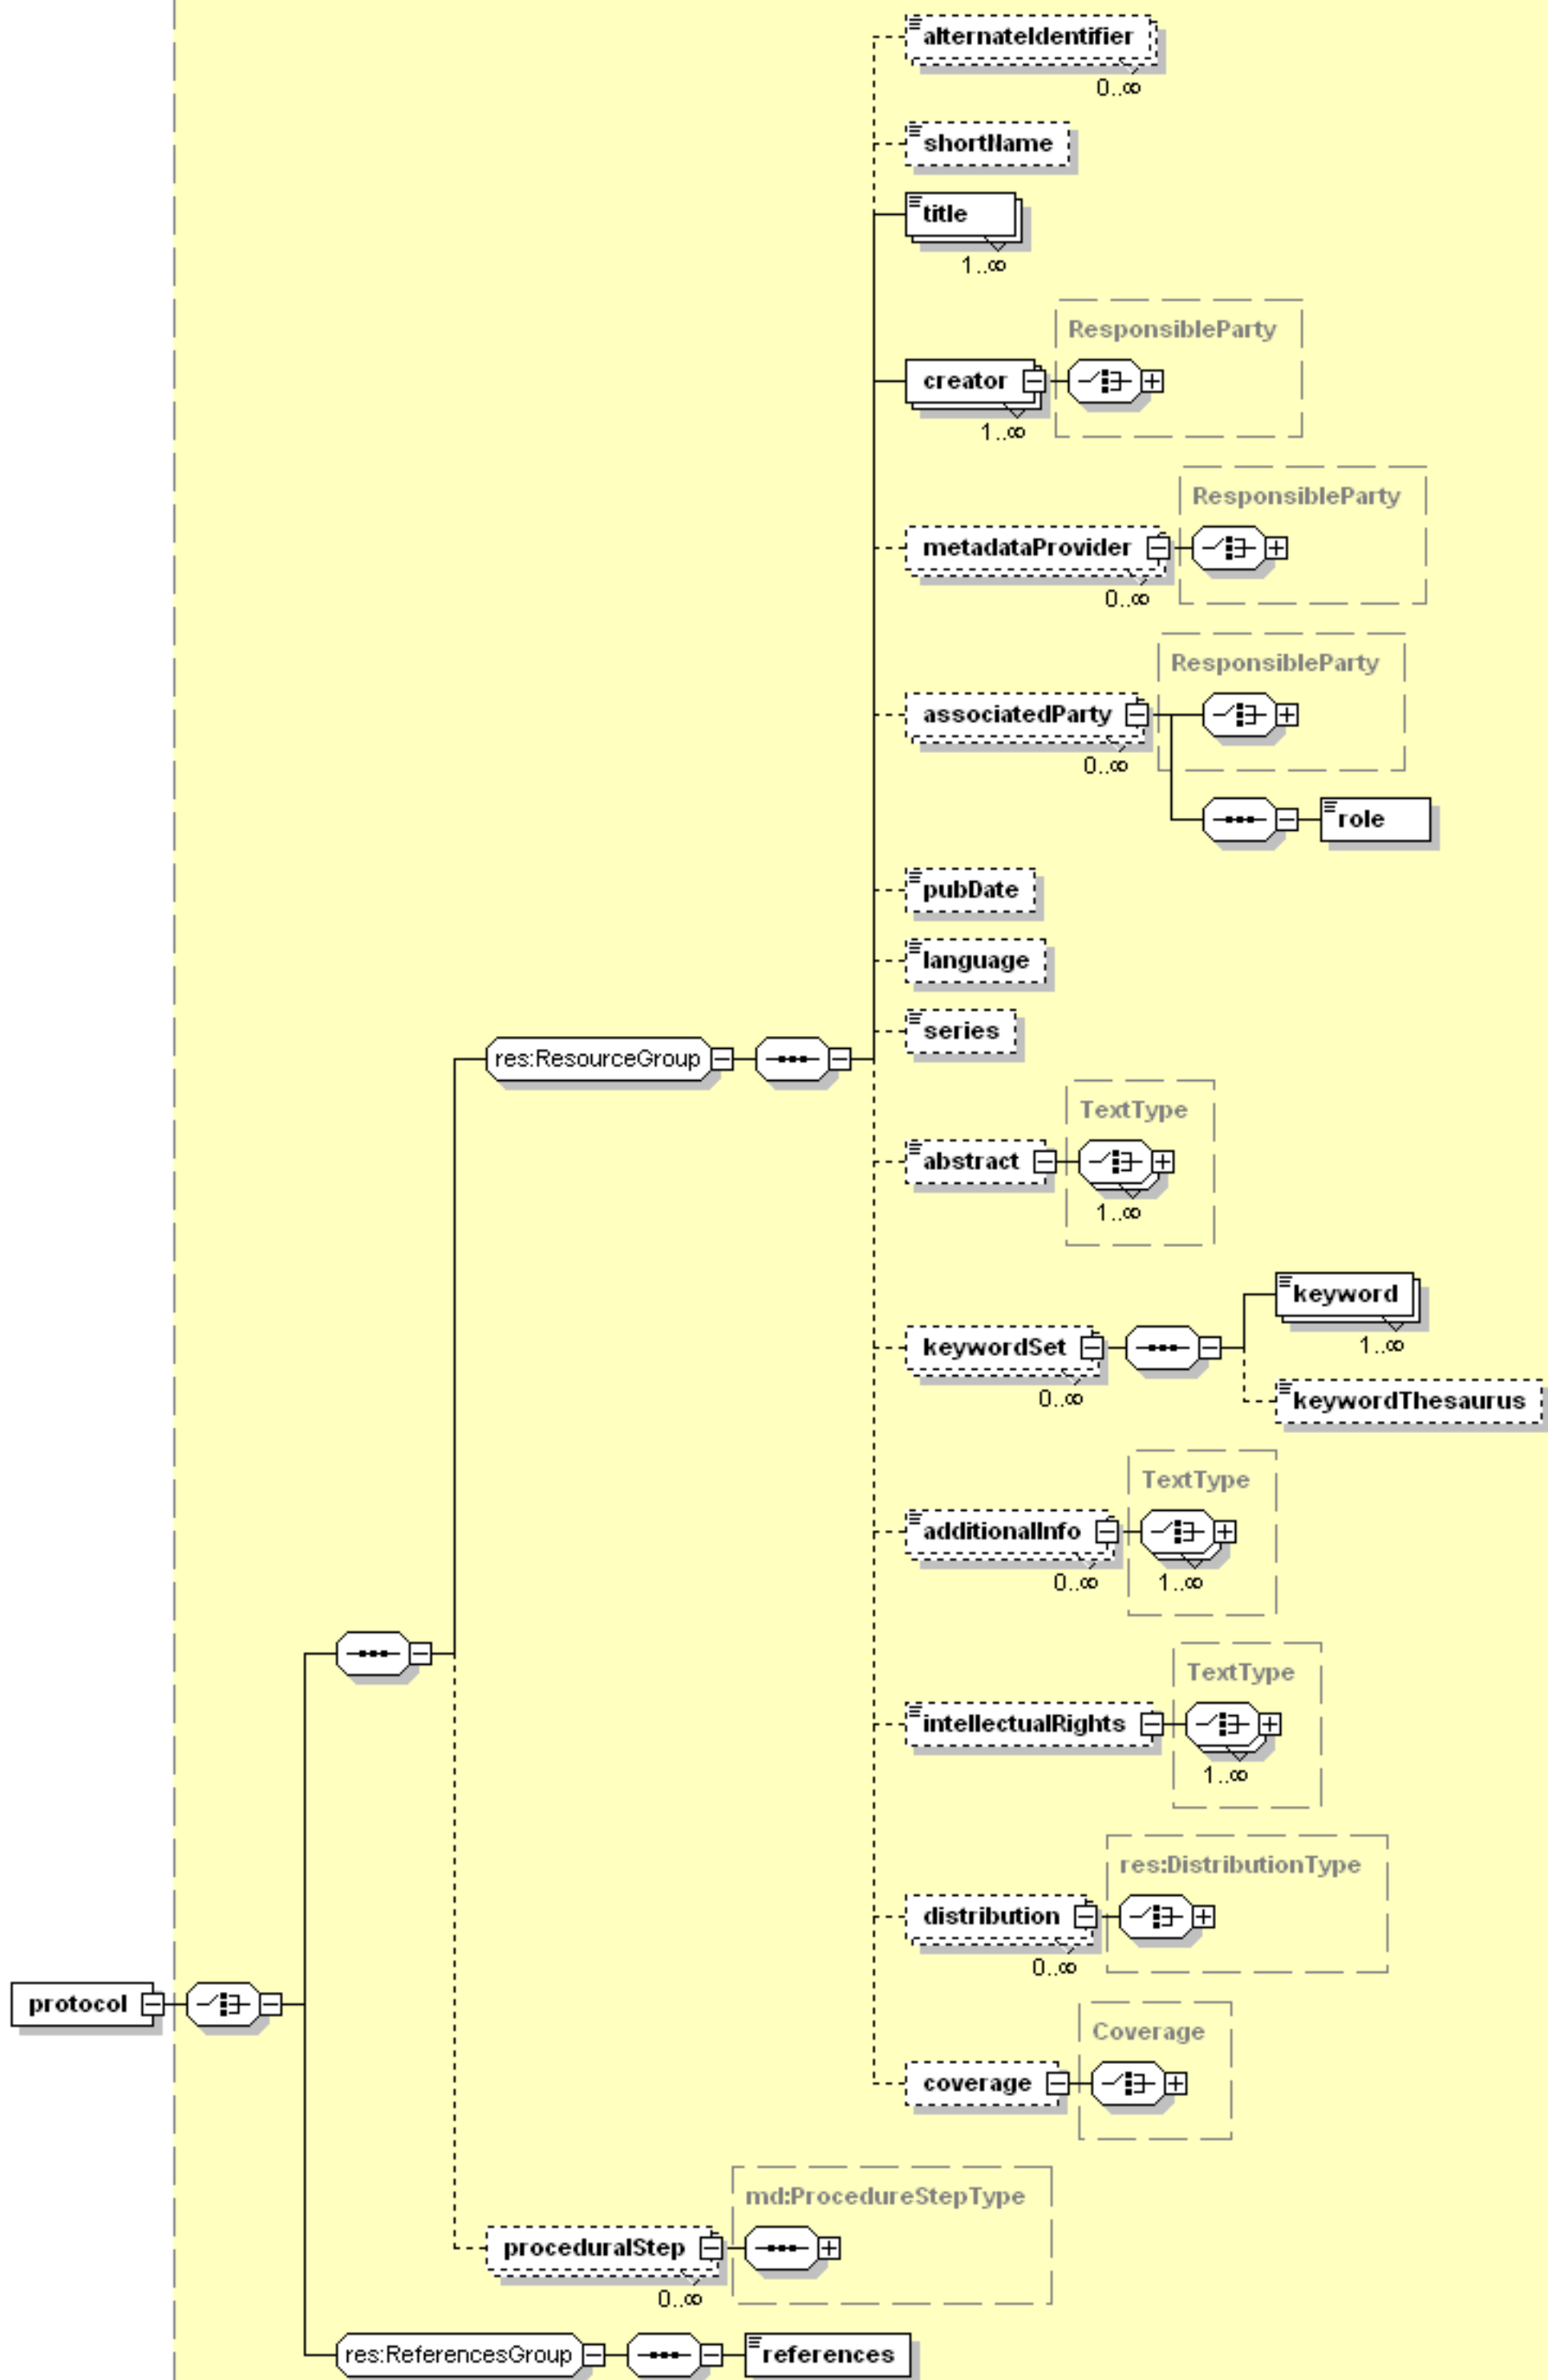 alternateIdentifier
0..∞
shortName
title
1..∞
ResponsibleParty
creator
1..∞
ResponsibleParty
metadataProvider
0..∞
ResponsibleParty
associatedParty
0..∞
role
pubDate
language
series
res:ResourceGroup
TextType
abstract
1..∞
keyword
1..∞
keywordSet
0..∞
keywordThesaurus
TextType
additionalInfo
0..∞
1..∞
TextType
intellectualRights
1..∞
res:DistributionType
distribution
0..∞
protocol
Coverage
coverage
md:ProcedureStepType
proceduralStep
0..∞
res:ReferencesGroup
references